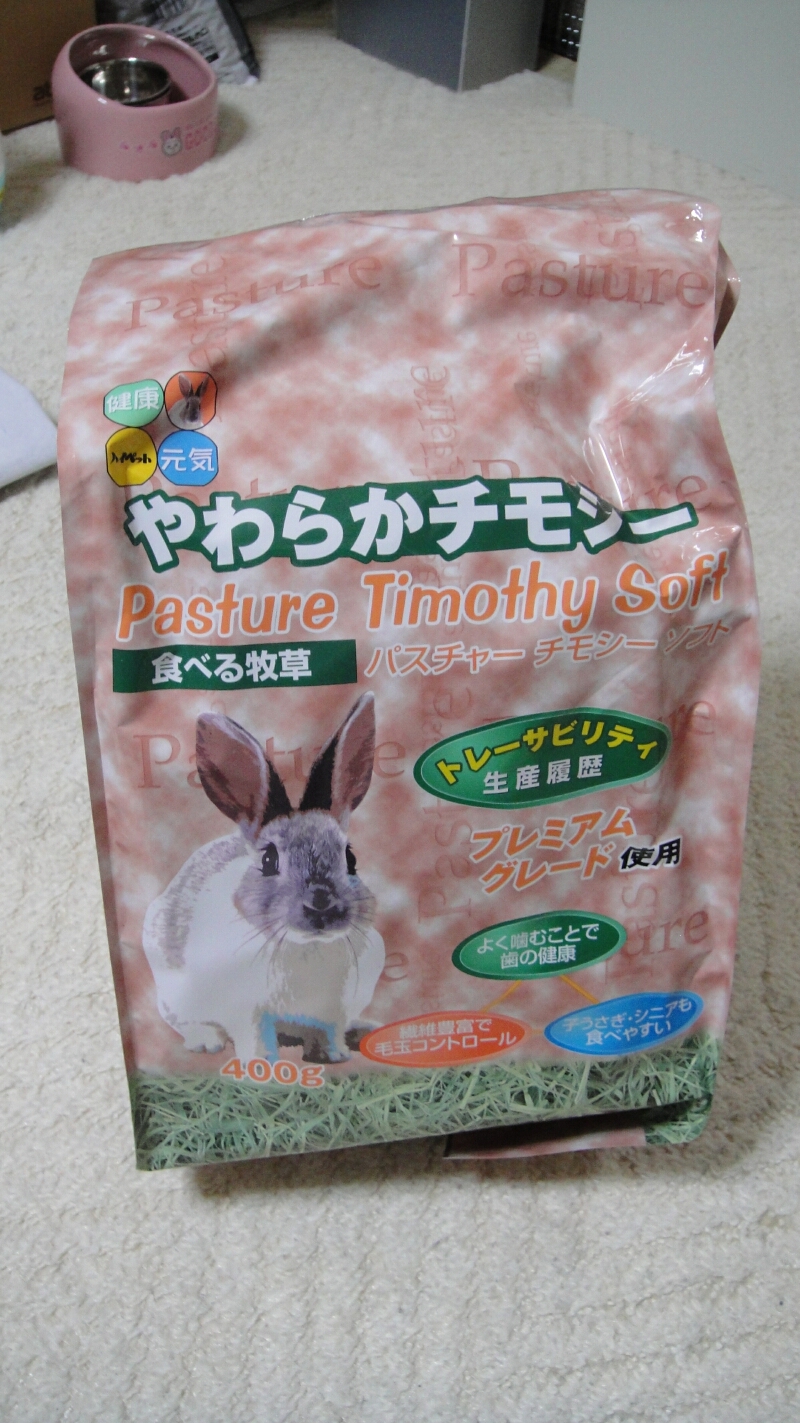 Pasture
Pasture
健康
ハイペット
元気
やわらかチモシー
Pasture Timothy Soft
食べる牧草
パスチャー チモシー ソフト
トレーサビリティ
生産履歴
プレミアム
グレード使用
よく噛むことで
歯の健康
繊維豊富で
毛玉コントロール
子うさぎ・シニアも
食べやすい
400g